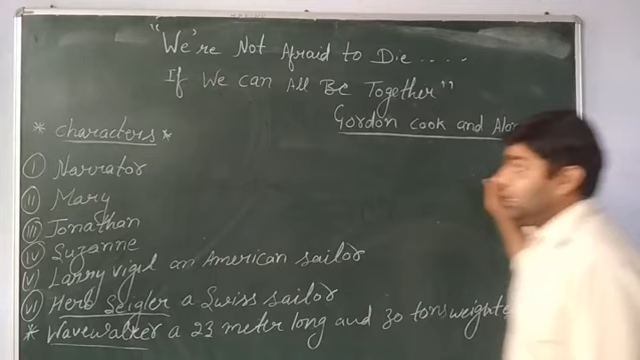 "We're Not Afraid to Die.....
If We can All Be Together"
Gordon cook and Alan
* characters *
(i) Narrator
(ii) Mary
(iii) Jonathan
(iv) Suzanne
(v) Larry vigil an American sailor
(vi) Herb Seigler a Swiss sailor
* Wavewalker a 23 meter long and 30 tons weighted